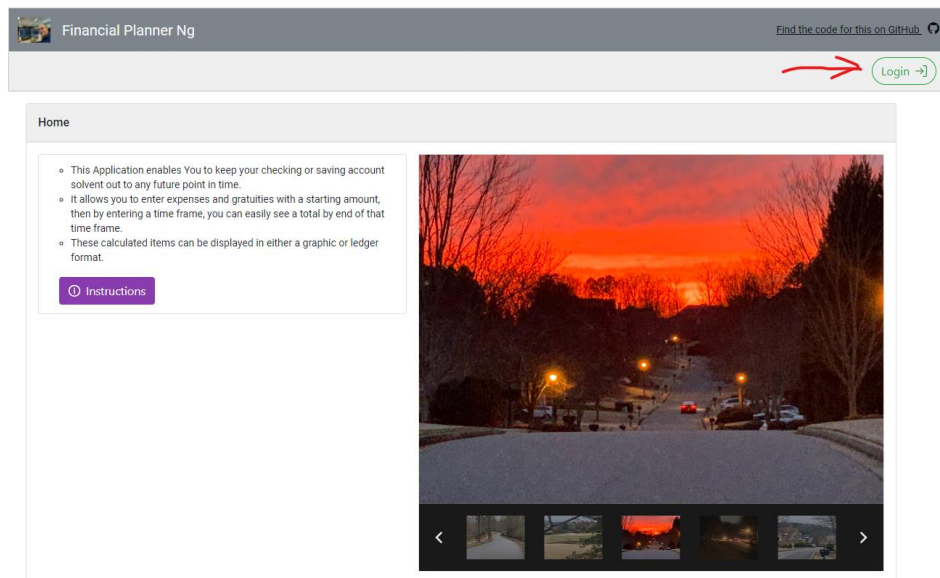 Financial Planner Ng
Find the code for this on GitHub
Login
Home
This Application enables You to keep your checking or saving account
solvent out to any future point in time.
It allows you to enter expenses and gratuities with a starting amount,
then by entering a time frame, you can easily see a total by end of that
time frame.
These calculated items can be displayed in either a graphic or ledger
format.
Instructions